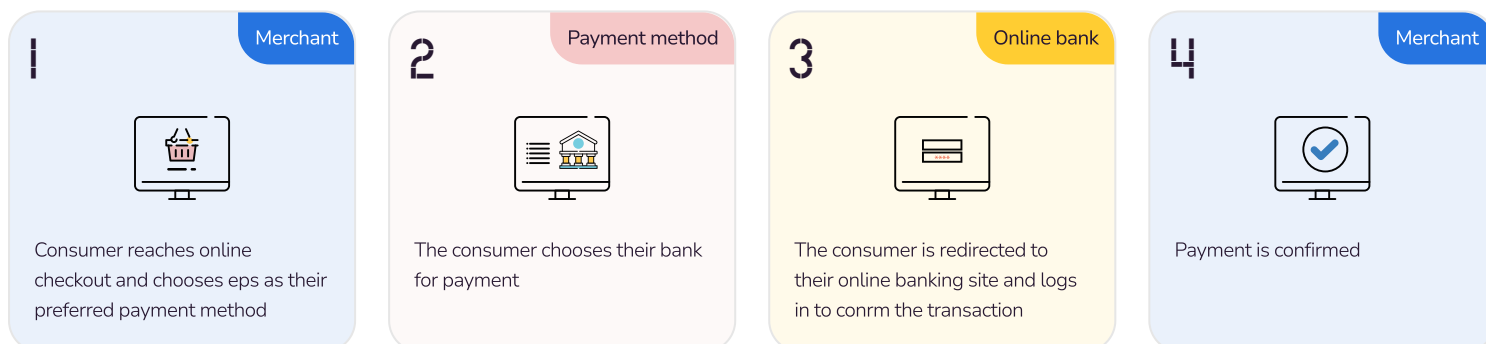 1
Merchant
Consumer reaches online
checkout and chooses eps as their
preferred payment method
2
Payment method
The consumer chooses their bank
for payment
3
Online bank
****
The consumer is redirected to
their online banking site and logs
in to conrm the transaction
4
Merchant
Payment is confirmed